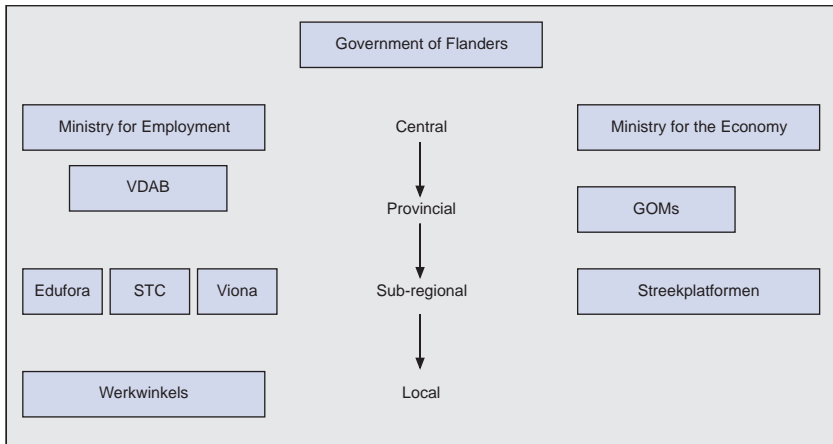 Government of Flanders
Ministry for Employment
Central
Ministry for the Economy
VDAB
Provincial
GOMs
Edufora
STC
Viona
Sub-regional
Streekplatformen
Werkwinkels
Local